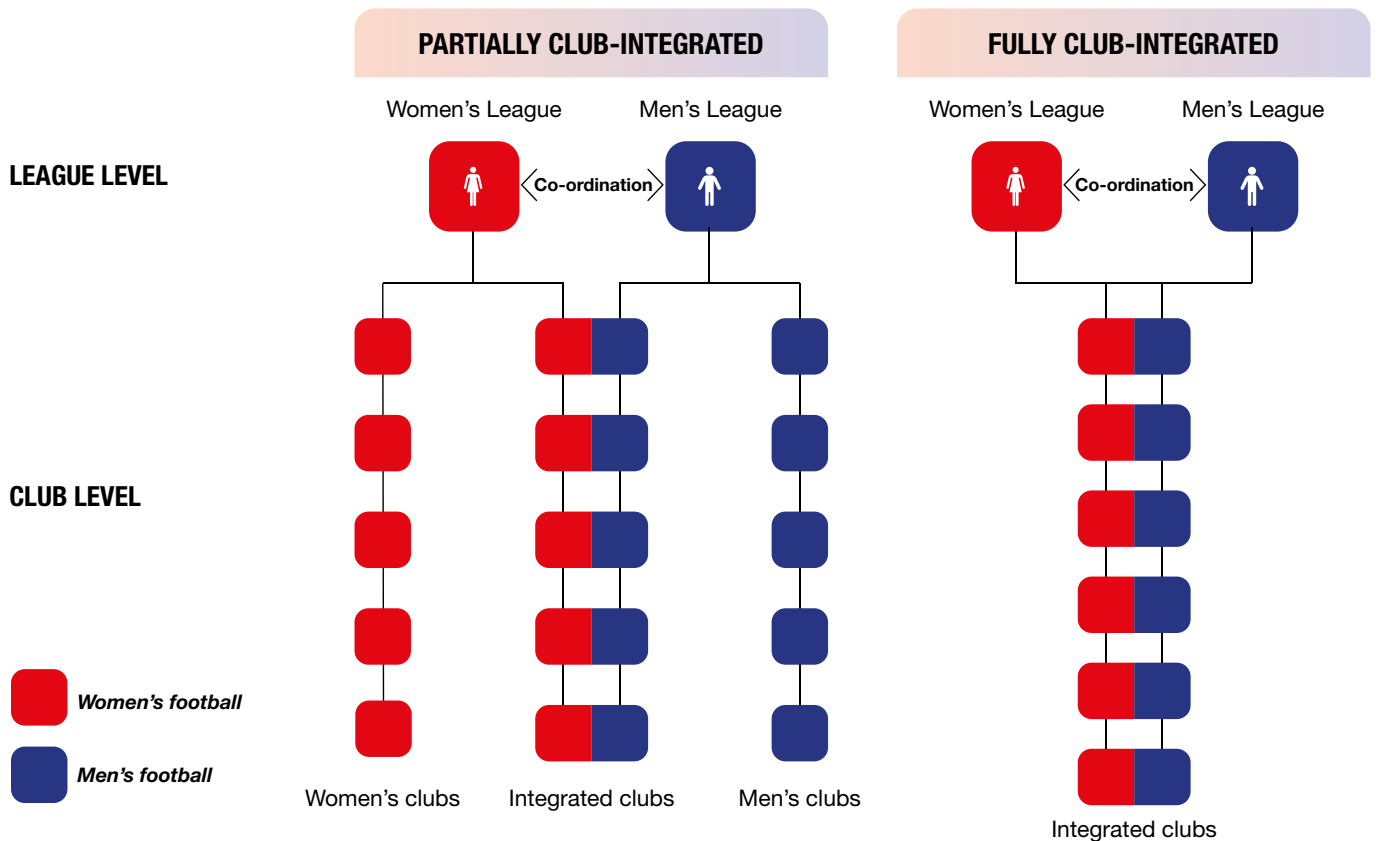 PARTIALLY CLUB-INTEGRATED
FULLY CLUB-INTEGRATED
Women’s League
Men’s League
Women’s League
Men’s League
LEAGUE LEVEL
Co-ordination
Co-ordination
CLUB LEVEL
Women’s football
Men’s football
Women’s clubs
Integrated clubs
Men’s clubs
Integrated clubs